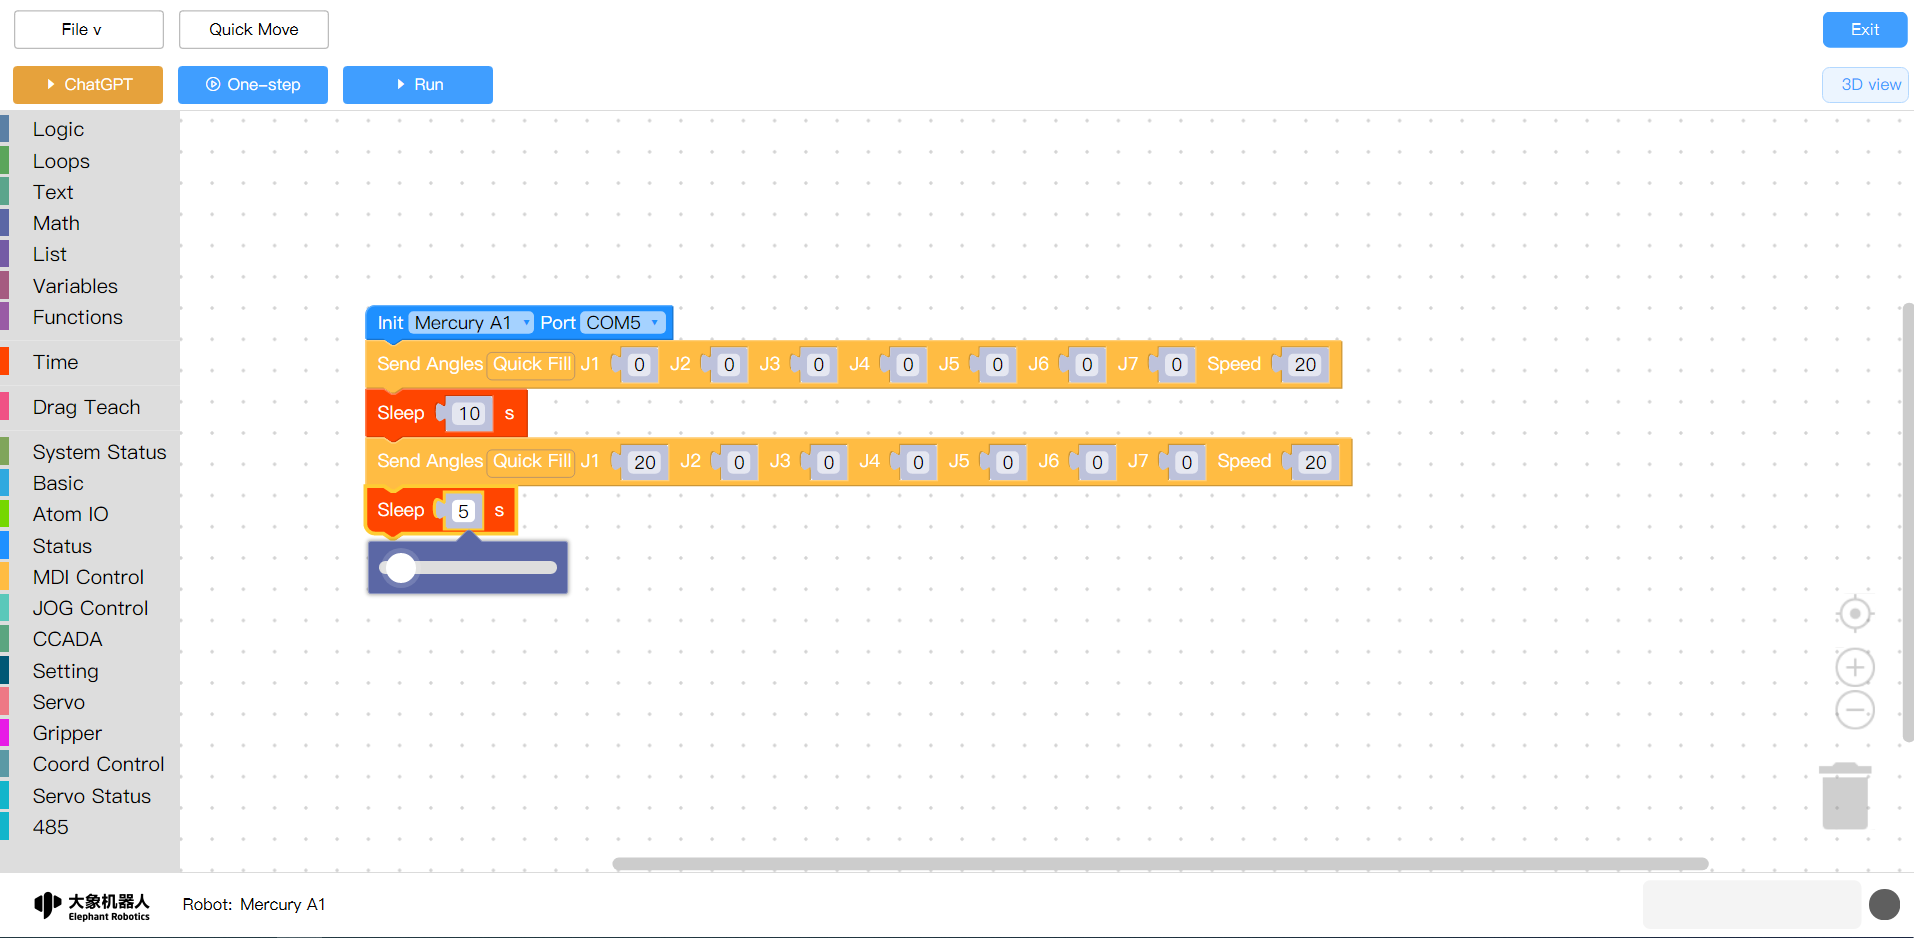 File v
Quick Move
Exit
ChatGPT
One-step
Run
3D view
Logic
Loops
Text
Math
List
Variables
Functions
Time
Drag Teach
System Status
Basic
Atom IO
Status
MDI Control
JOG Control
CCADA
Setting
Servo
Gripper
Coord Control
Servo Status
485
Init Mercury A1 Port COM5
Send Angles Quick Fill J1 0 J2 0 J3 0 J4 0 J5 0 J6 0 J7 0 Speed 20
Sleep 10 s
Send Angles Quick Fill J1 20 J2 0 J3 0 J4 0 J5 0 J6 0 J7 0 Speed 20
Sleep 5 s
大象机器人
Elephant Robotics
Robot: Mercury A1